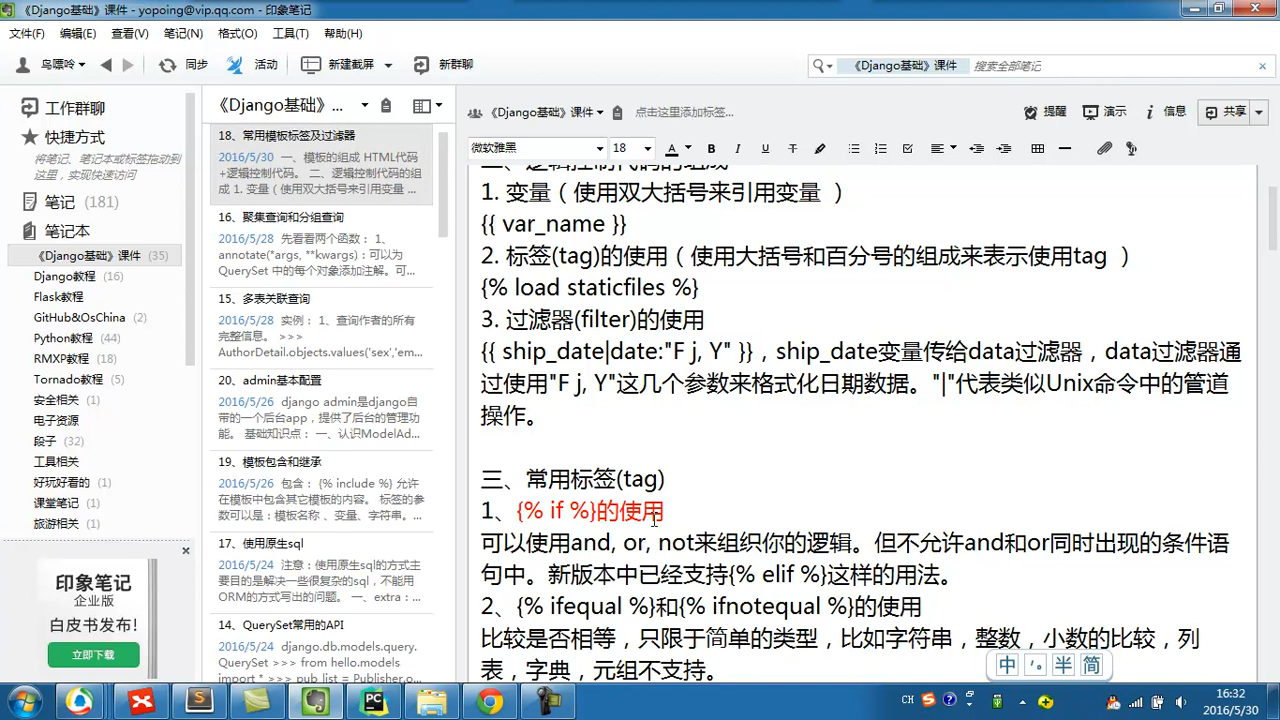 《Django基础》课件 - yopoing@vip.qq.com - 印象笔记
文件(F) 编辑(E) 查看(V) 笔记(N) 格式(O) 工具(T) 帮助(H)
鸟嘌呤 同步 活动 新建截屏 新群聊 《Django基础》课件 搜索全部笔记
工作群聊
快捷方式
将笔记、笔记本或标签拖动到
这里，实现快速访问
笔记 (181)
笔记本
《Django基础》课件 (35)
Django教程 (16)
Flask教程
GitHub&OsChina (2)
Python教程 (44)
RMXP教程 (18)
Tornado教程 (1)
安全相关 (1)
电子资源
段子 (32)
工具相关
好玩好看的 (1)
课堂笔记 (1)
旅游相关 (1)
印象笔记
企业版
白皮书发布!
立即下载
《Django基础》...
18、常用模板标签及过滤器
2016/5/30 一、模板的组成 HTML代码
+逻辑控制代码。 二、逻辑控制代码的组
成 1. 变量（使用双大括号来引用变量 ...
16、聚集查询和分组查询
2016/5/28 先看看两个函数： 1、
annotate(*args, **kwargs)：可以为
QuerySet 中的每个对象添加注解。可...
15、多表关联查询
2016/5/28 实例： 1、查询作者的所有
完整信息。 >>>
AuthorDetail.objects.values('sex','em...
20、admin基本配置
2016/5/26 django admin是django自
带的一个后台app，提供了后台的管理功
能。 基础知识点： 一、认识ModelAd...
19、模板包含和继承
2016/5/26 包含： {% include %} 允许
在模板中包含其它模板的内容。 标签的参
数可以是：模板名称 、变量、字符串。...
17、使用原生sql
2016/5/24 注意：使用原生sql的方式主
要目的是解决一些很复杂的sql，不能用
ORM的方式写出的问题。 一、extra：...
14、QuerySet常用的API
2016/5/24 django.db.models.query.
QuerySet >>> from hello.models
import * >>> pub_list = Publisher.o...
《Django基础》课件 点击这里添加标签... 提醒 演示 信息 共享
微软雅黑 18
二、逻辑控制代码的组成
1. 变量（使用双大括号来引用变量 ）
{{ var_name }}
2. 标签(tag)的使用（使用大括号和百分号的组成来表示使用tag ）
{% load staticfiles %}
3. 过滤器(filter)的使用
{{ ship_date|date:"F j, Y" }}，ship_date变量传给data过滤器，data过滤器通
过使用"F j, Y"这几个参数来格式化日期数据。"|"代表类似Unix命令中的管道
操作。
三、常用标签(tag)
1、{% if %}的使用
可以使用and, or, not来组织你的逻辑。但不允许and和or同时出现的条件语
句中。新版本中已经支持{% elif %}这样的用法。
2、{% ifequal %}和{% ifnotequal %}的使用
比较是否相等，只限于简单的类型，比如字符串，整数，小数的比较，列
表，字典，元组不支持。
中 半 简
CH
16:32
2016/5/30